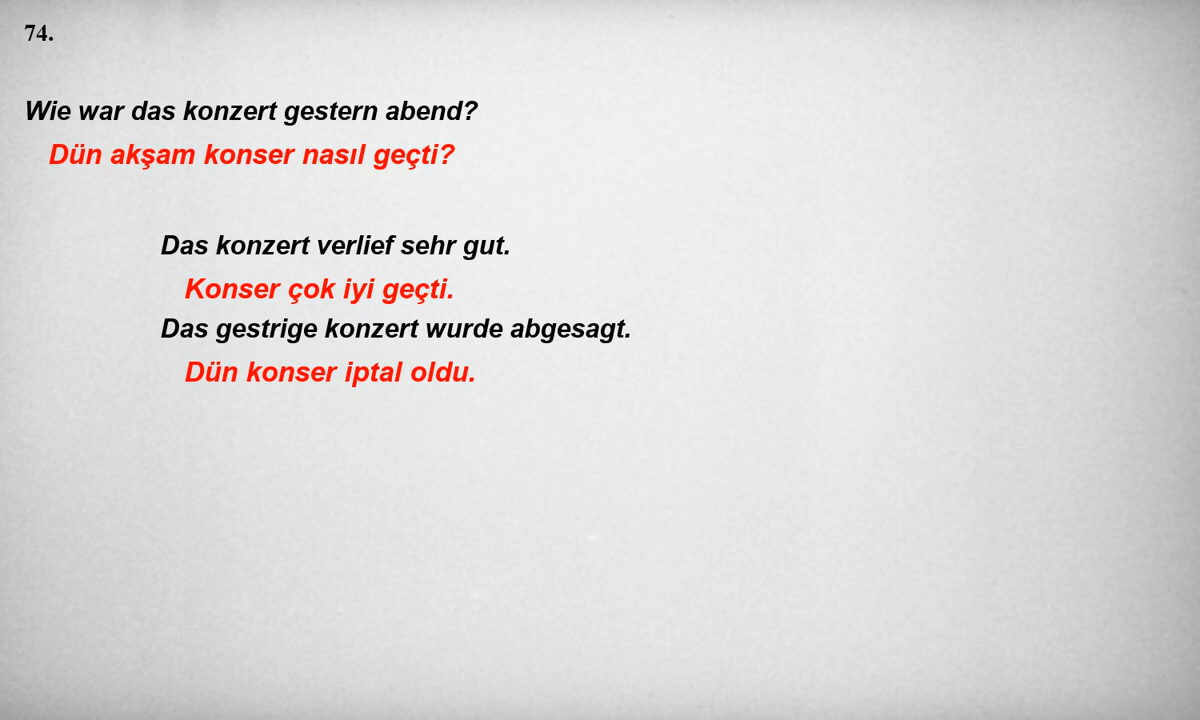 74.
Wie war das konzert gestern abend?
Dün akşam konser nasıl geçti?
Das konzert verlief sehr gut.
Konser çok iyi geçti.
Das gestrige konzert wurde abgesagt.
Dün konser iptal oldu.